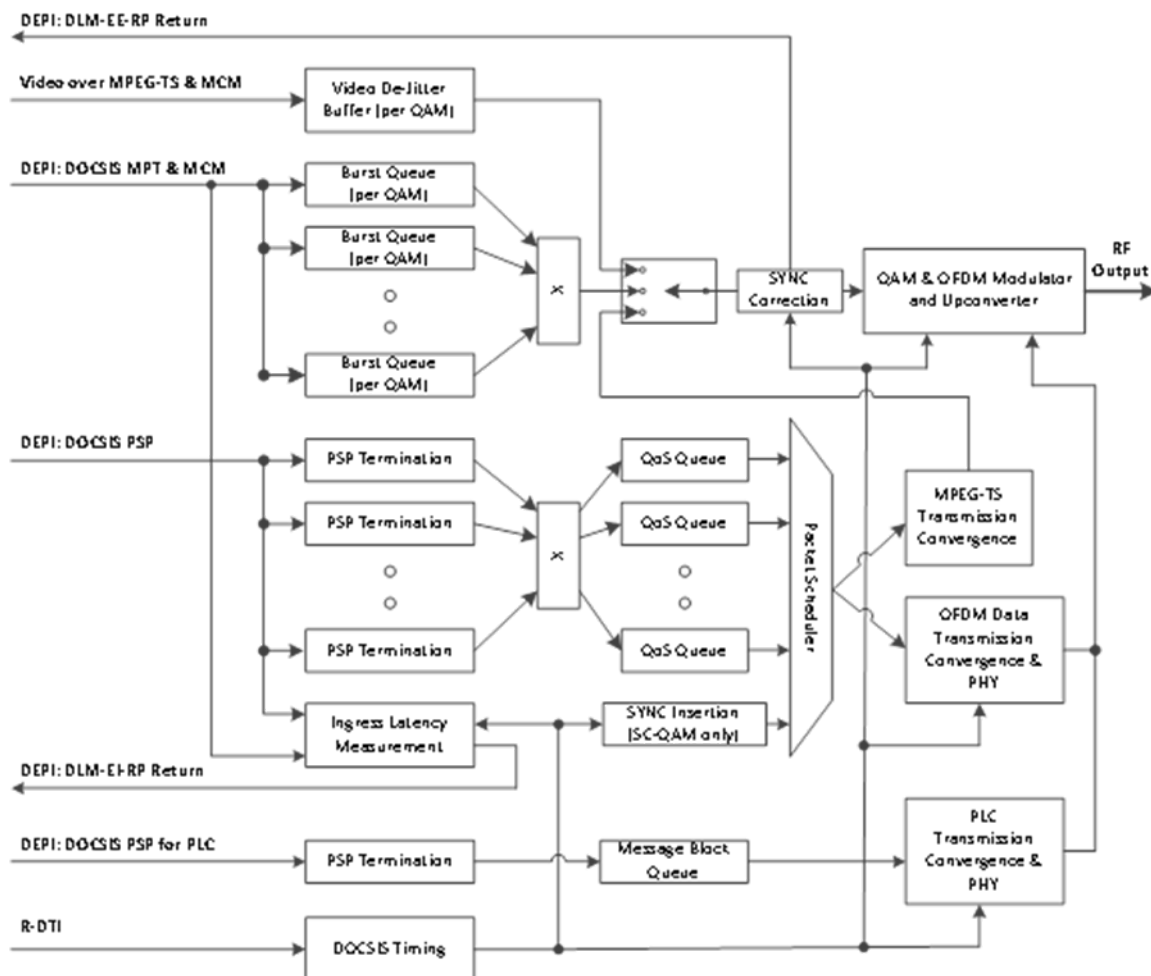 DEPI: DLM-EE-RP Return
Video over MPEG-TS & MCM
Video De-Jitter
Buffer (per QAM)
DEPI: DOCSIS MPT & MCM
Burst Queue
(per QAM)
Burst Queue
(per QAM)
Burst Queue
(per QAM)
X
SYNC
Correction
QAM & OFDM Modulator
and Upconverter
RF
Output
DEPI: DOCSIS PSP
PSP Termination
PSP Termination
PSP Termination
X
QoS Queue
QoS Queue
QoS Queue
Packet Scheduler
MPEG-TS
Transmission
Convergence
OFDM Data
Transmission
Convergence &
PHY
Ingress Latency
Measurement
SYNC Insertion
(SC-QAM only)
DEPI: DLM-EI-RP Return
DEPI: DOCSIS PSP for PLC
PSP Termination
Message Block
Queue
PLC
Transmission
Convergence &
PHY
R-DTI
DOCSIS Timing